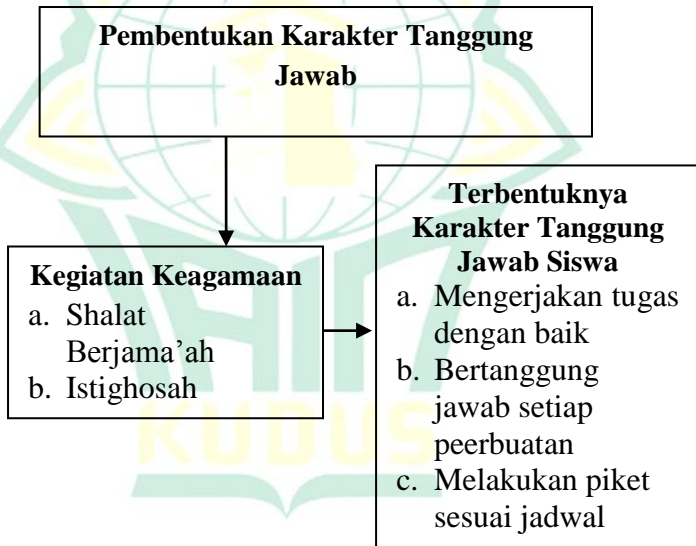 Pembentukan Karakter Tanggung
Jawab
Kegiatan Keagamaan
a. Shalat
Berjama’ah
b. Istighosah
Terbentuknya
Karakter Tanggung
Jawab Siswa
a. Mengerjakan tugas
dengan baik
b. Bertanggung
jawab setiap
peerbuatan
c. Melakukan piket
sesuai jadwal
KUDUS